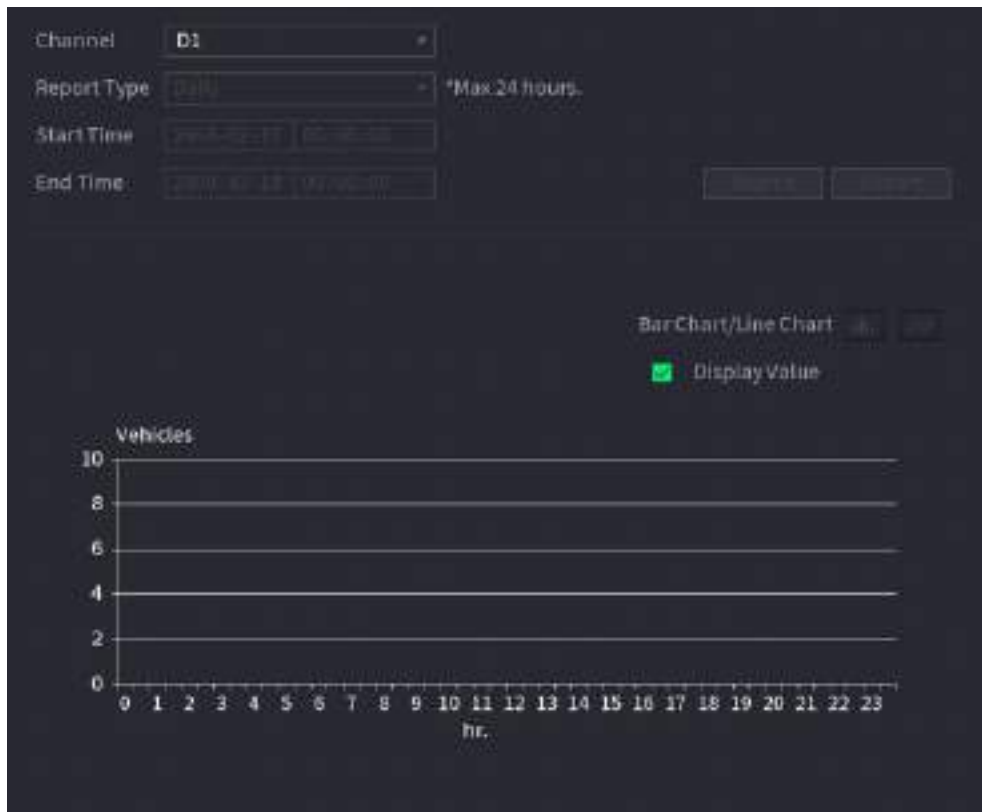 Channel D1
Report Type Daily *Max 24 hours.
Start Time
End Time
Bar Chart/Line Chart
Display Value
Vehicles
10
8
6
4
2
0
0 1 2 3 4 5 6 7 8 9 10 11 12 13 14 15 16 17 18 19 20 21 22 23
hr.